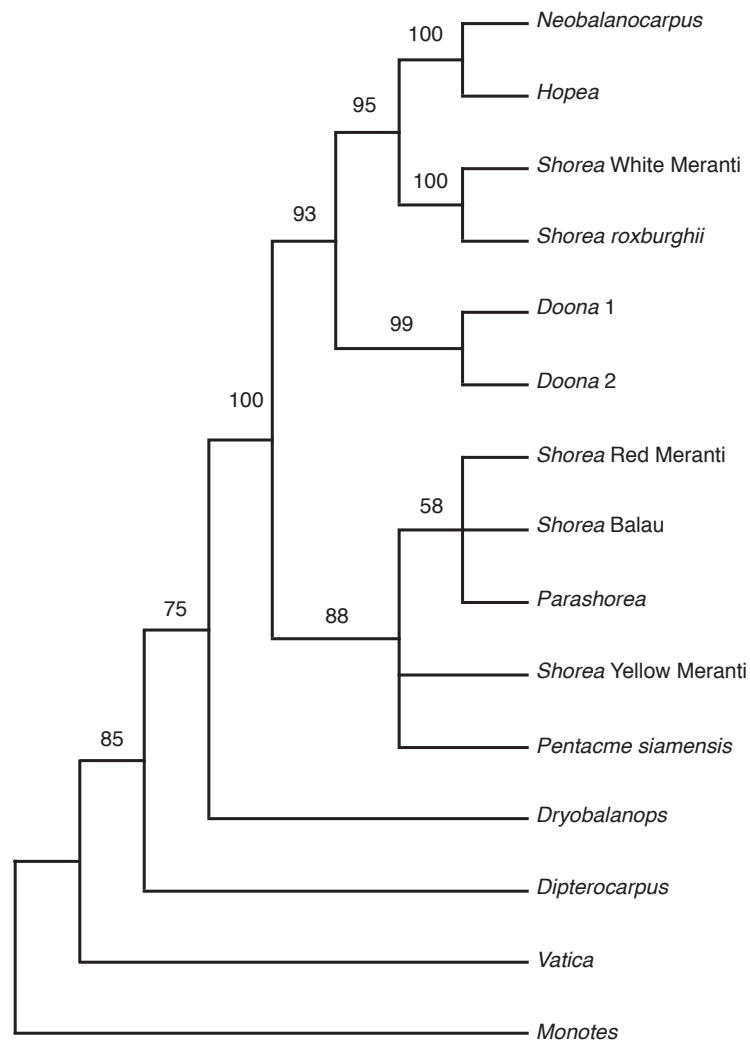 100
Neobalanocarpus
Hopea
95
100
Shorea White Meranti
Shorea roxburghii
93
Doona 1
99
Doona 2
100
Shorea Red Meranti
58
Shorea Balau
Parashorea
75
88
Shorea Yellow Meranti
85
Pentacme siamensis
Dryobalanops
Dipterocarpus
Vatica
Monotes